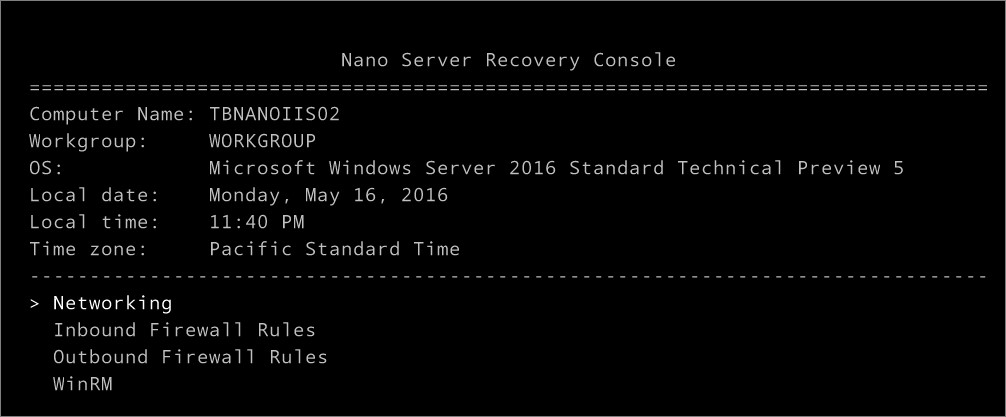 Nano Server Recovery Console
================================================================================
Computer Name: TBNANOIIS02
Workgroup: WORKGROUP
OS: Microsoft Windows Server 2016 Standard Technical Preview 5
Local date: Monday, May 16, 2016
Local time: 11:40 PM
Time zone: Pacific Standard Time
--------------------------------------------------------------------------------
> Networking
Inbound Firewall Rules
Outbound Firewall Rules
WinRM